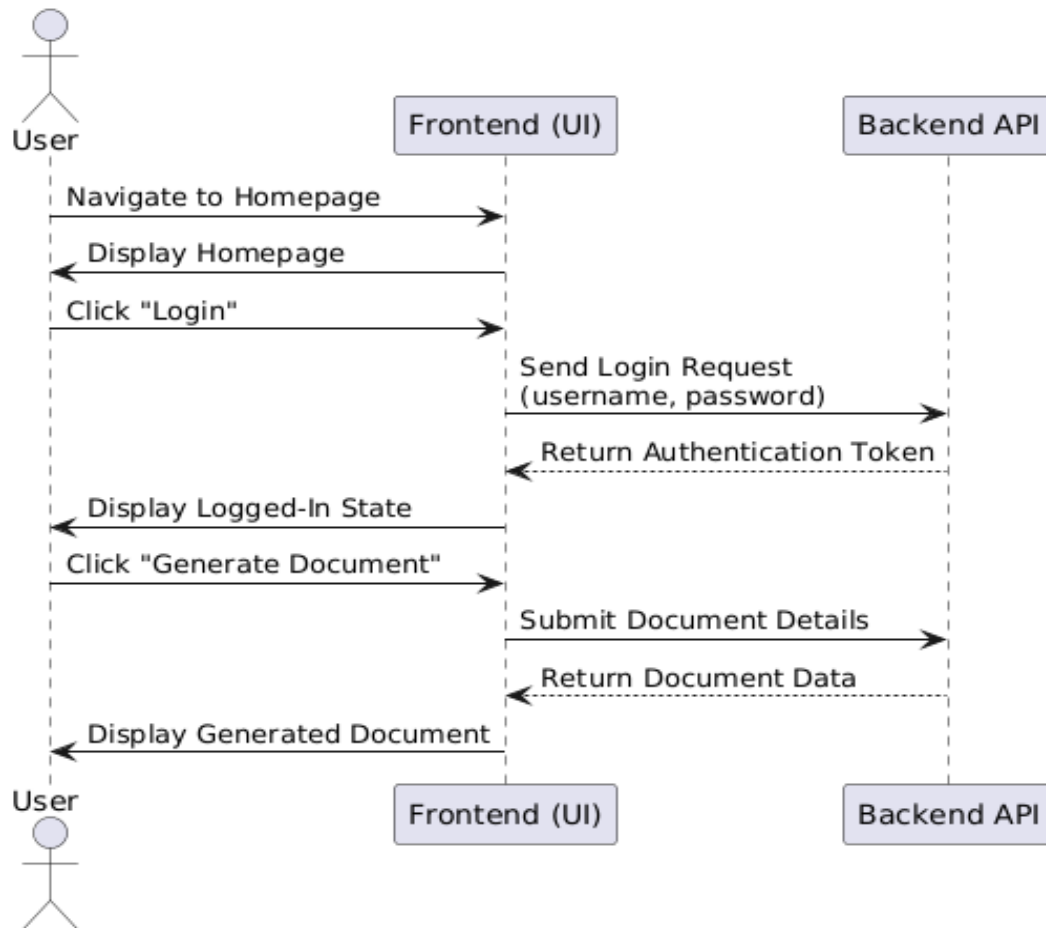 User
Frontend (UI)
Backend API
Navigate to Homepage
Display Homepage
Click "Login"
Send Login Request
(username, password)
Return Authentication Token
Display Logged-In State
Click "Generate Document"
Submit Document Details
Return Document Data
Display Generated Document
User
Frontend (UI)
Backend API